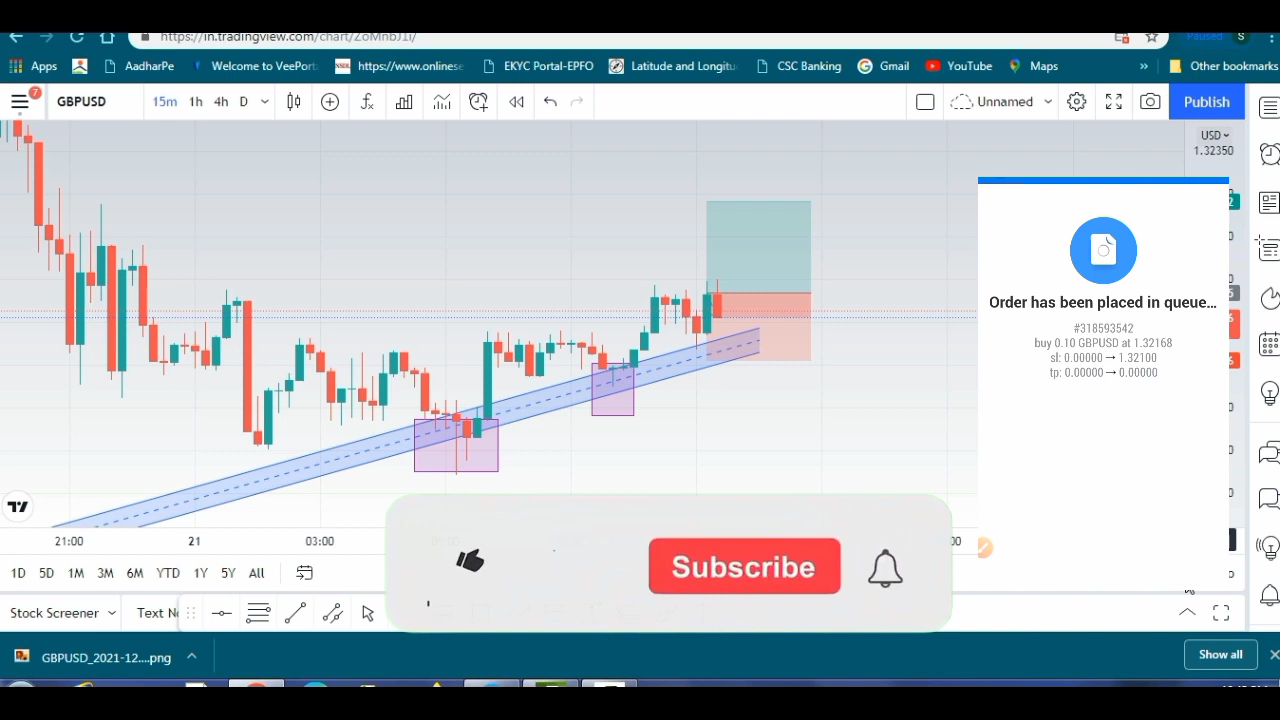 https://in.tradingview.com/chart/ZoMnbJ1i/
Paused
S
Apps
AadharPe
Welcome to VeePort
https://www.onlinese
EKYC Portal-EPFO
Latitude and Longitu
CSC Banking
Gmail
YouTube
Maps
»
Other bookmarks
7
GBPUSD
15m
1h
4h
D
Unnamed
Publish
USD
1.32350
Order has been placed in queue...
#318593542
buy 0.10 GBPUSD at 1.32168
sl: 0.00000 → 1.32100
tp: 0.00000 → 0.00000
21:00
21
03:00
1D
5D
1M
3M
6M
YTD
1Y
5Y
All
Subscribe
Stock Screener
GBPUSD_2021-12....png
Show all